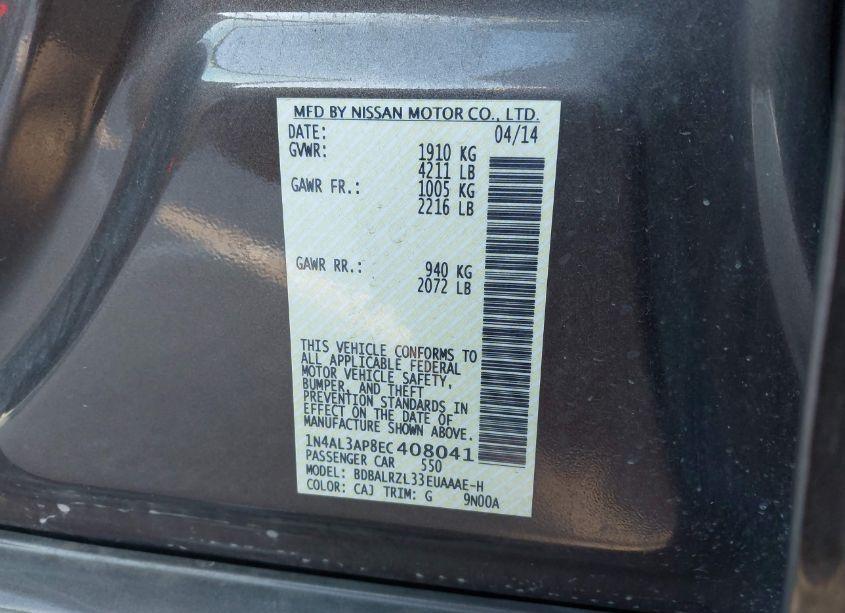 MFD BY NISSAN MOTOR CO., LTD.
DATE: 04/14
GVWR: 1910 KG
4211 LB
GAWR FR.: 1005 KG
2216 LB
GAWR RR.: 940 KG
2072 LB
THIS VEHICLE CONFORMS TO
ALL APPLICABLE FEDERAL
MOTOR VEHICLE SAFETY,
BUMPER, AND THEFT
PREVENTION STANDARDS IN
EFFECT ON THE DATE OF
MANUFACTURE SHOWN ABOVE.
1N4AL3AP8EC408041
PASSENGER CAR 550
MODEL: BDBALRZL33EUAAAE-H
COLOR: CAJ TRIM: G 9N00A